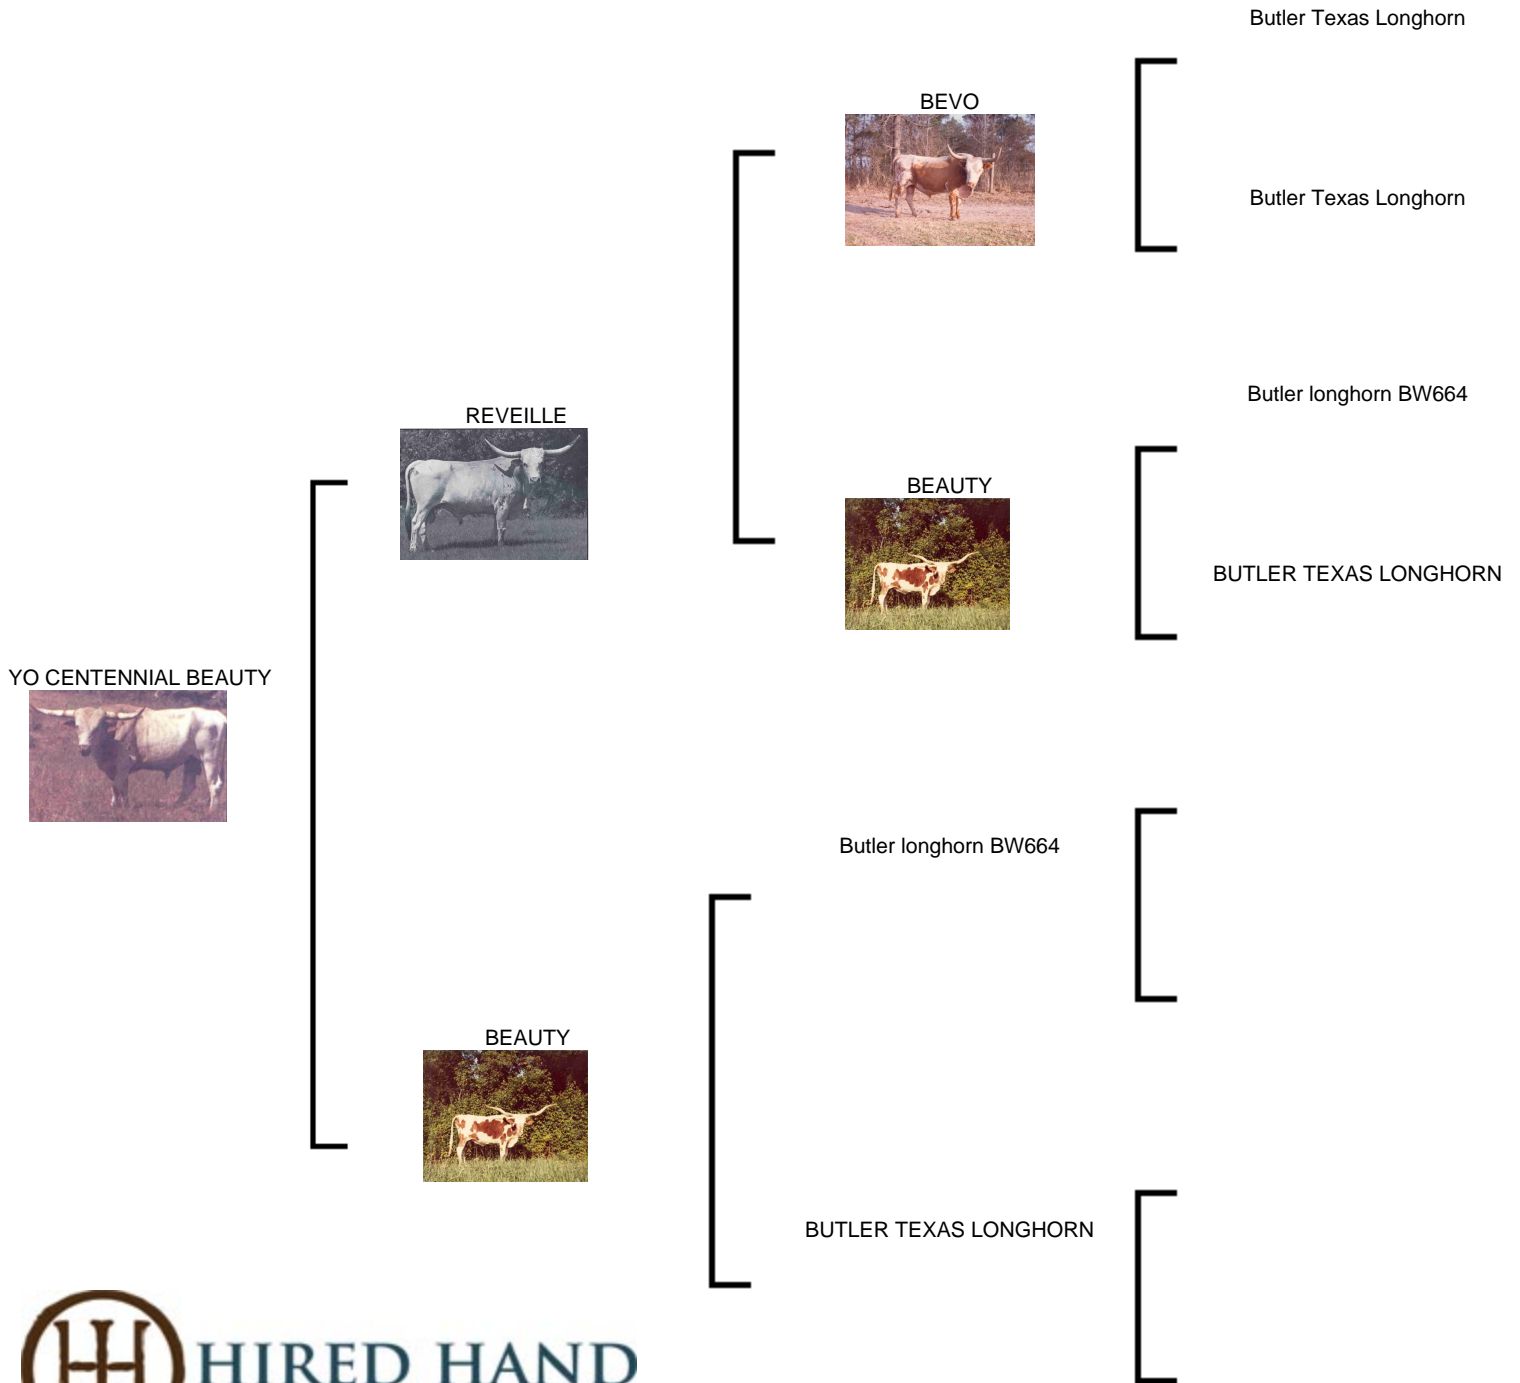 Butler Texas Longhorn
BEVO
Butler Texas Longhorn
Butler longhorn BW664
REVEILLE
BEAUTY
BUTLER TEXAS LONGHORN
YO CENTENNIAL BEAUTY
Butler longhorn BW664
BEAUTY
BUTLER TEXAS LONGHORN
HIRED HAND